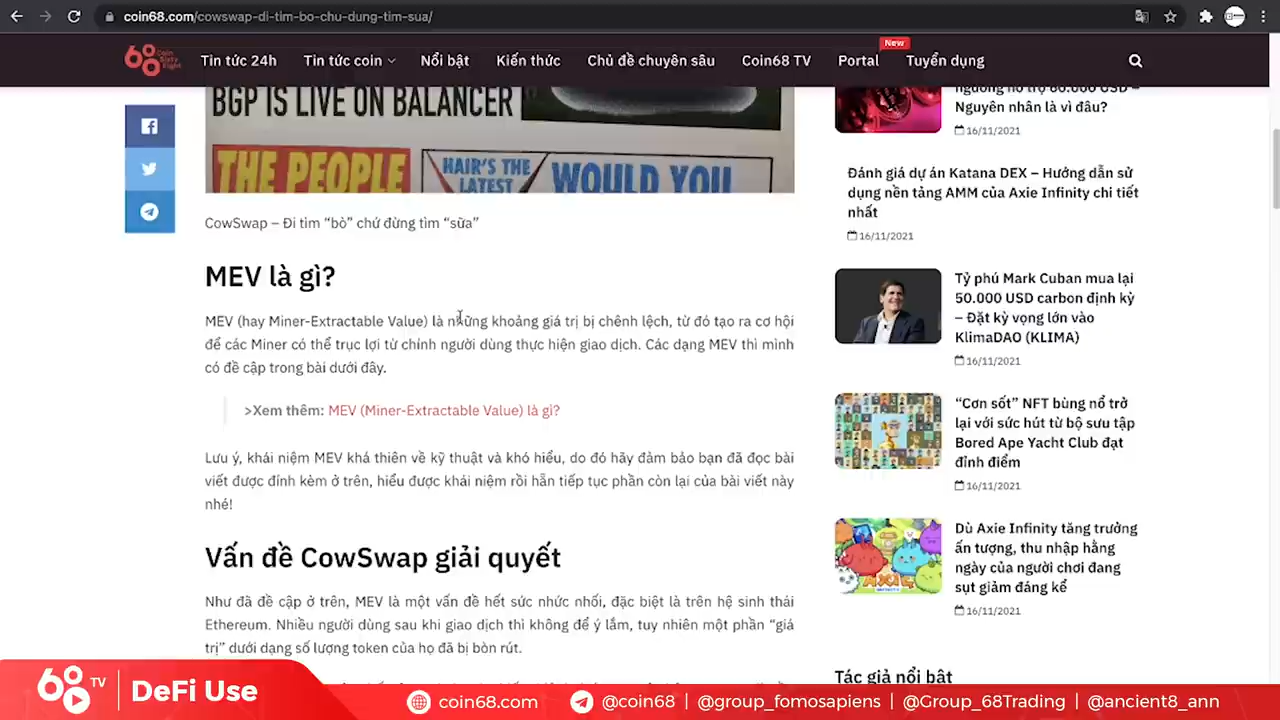 coin68.com/cowswap-di-tim-bo-chu-dung-tim-sua/
68 Coin Sixty Eight
Tin tức 24h
Tin tức coin
Nổi bật
Kiến thức
Chủ đề chuyên sâu
Coin68 TV
Portal
New
Tuyển dụng
BGP IS LIVE ON BALANCER
THE PEOPLE
HAIR'S THE
LATEST
WOULD YOU
CowSwap – Đi tìm “bò” chứ đừng tìm “sữa”
MEV là gì?
MEV (hay Miner-Extractable Value) là những khoảng giá trị bị chênh lệch, từ đó tạo ra cơ hội
để các Miner có thể trục lợi từ chính người dùng thực hiện giao dịch. Các dạng MEV thì mình
có đề cập trong bài dưới đây.
>Xem thêm: MEV (Miner-Extractable Value) là gì?
Lưu ý, khái niệm MEV khá thiên về kỹ thuật và khó hiểu, do đó hãy đảm bảo bạn đã đọc bài
viết được đính kèm ở trên, hiểu được khái niệm rồi hẵn tiếp tục phần còn lại của bài viết này
nhé!
Vấn đề CowSwap giải quyết
Như đã đề cập ở trên, MEV là một vấn đề hết sức nhức nhối, đặc biệt là trên hệ sinh thái
Ethereum. Nhiều người dùng sau khi giao dịch thì không để ý lắm, tuy nhiên một phần “giá
trị” dưới dạng số lượng token của họ đã bị bòn rút.
ngưỡng hỗ trợ 60.000 USD –
Nguyên nhân là vì đâu?
16/11/2021
Đánh giá dự án Katana DEX – Hướng dẫn sử
dụng nền tảng AMM của Axie Infinity chi tiết
nhất
16/11/2021
Tỷ phú Mark Cuban mua lại
50.000 USD carbon định kỳ
– Đặt kỳ vọng lớn vào
KlimaDAO (KLIMA)
16/11/2021
“Cơn sốt” NFT bùng nổ trở
lại với sức hút từ bộ sưu tập
Bored Ape Yacht Club đạt
đỉnh điểm
16/11/2021
Dù Axie Infinity tăng trưởng
ấn tượng, thu nhập hằng
ngày của người chơi đang
sụt giảm đáng kể
16/11/2021
Tác giả nổi bật
68 TV
DeFi Use
coin68.com
@coin68 | @group_fomosapiens | @Group_68Trading | @ancient8_ann